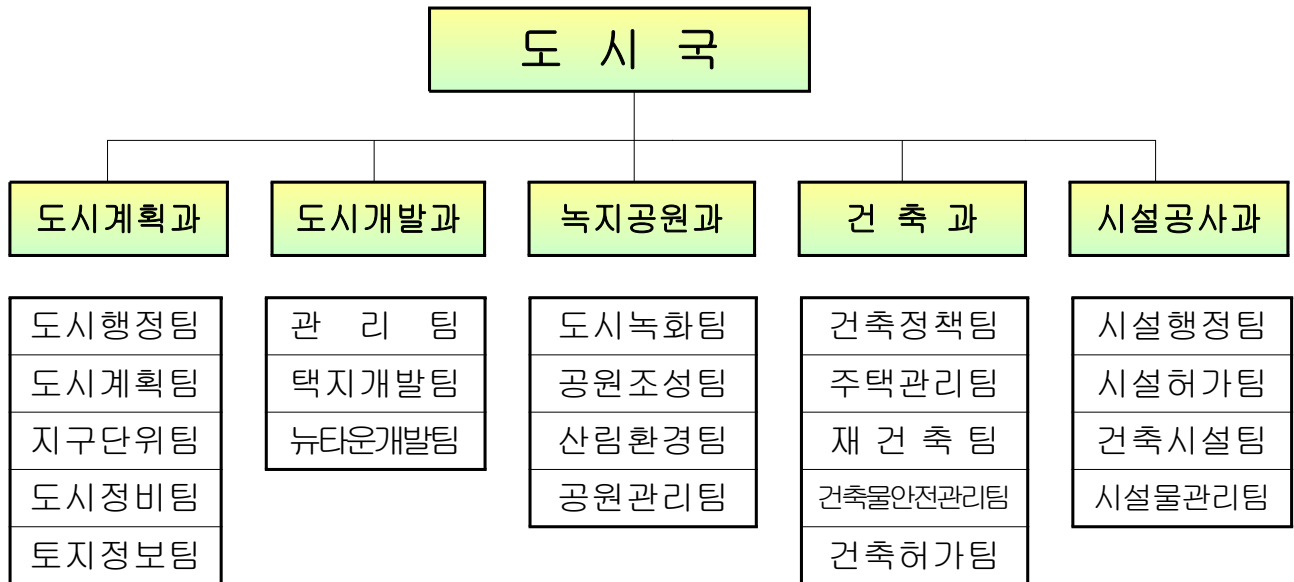 도 시 국
도시계획과 도시개발과 녹지공원과 건 축 과 시설공사과
도시행정팀 관 리 팀 도시녹화팀 건축정책팀 시설행정팀
도시계획팀 택지개발팀 공원조성팀 주택관리팀 시설허가팀
지구단위팀 뉴타운개발팀 산림환경팀 재 건 축 팀 건축시설팀
도시정비팀 공원관리팀 건축물안전관리팀 시설물관리팀
토지정보팀 건축허가팀